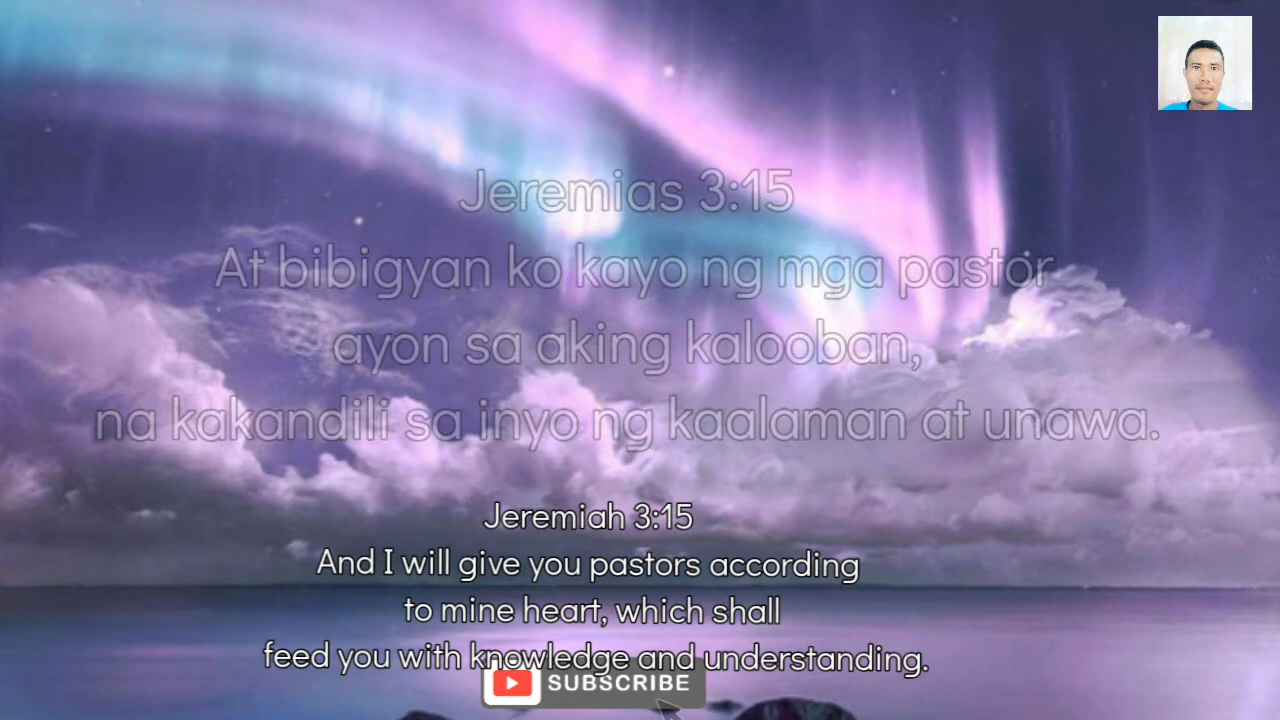 Jeremias 3:15
At bibigyan ko kayo ng mga pastor
ayon sa aking kalooban,
na kakandili sa inyo ng kaalaman at unawa.
Jeremiah 3:15
And I will give you pastors according
to mine heart, which shall
feed you with knowledge and understanding.
SUBSCRIBE